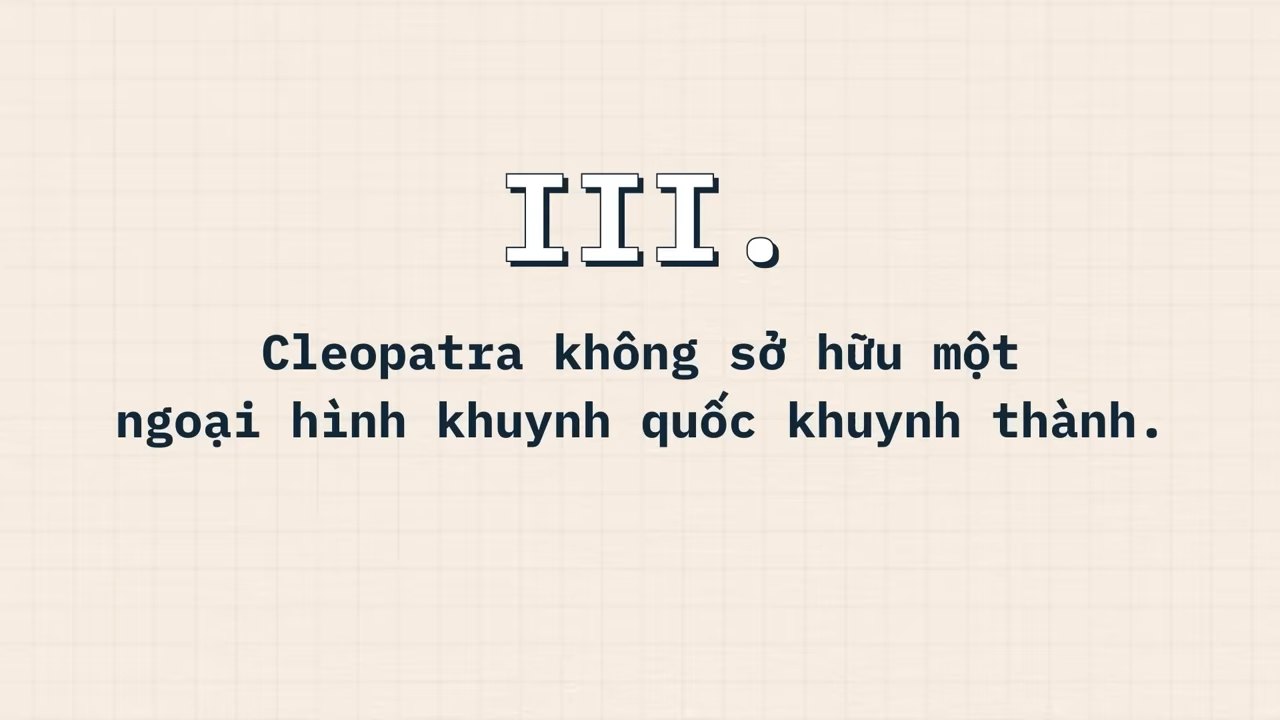 III.
Cleopatra không sở hữu một
ngoại hình khuynh quốc khuynh thành.